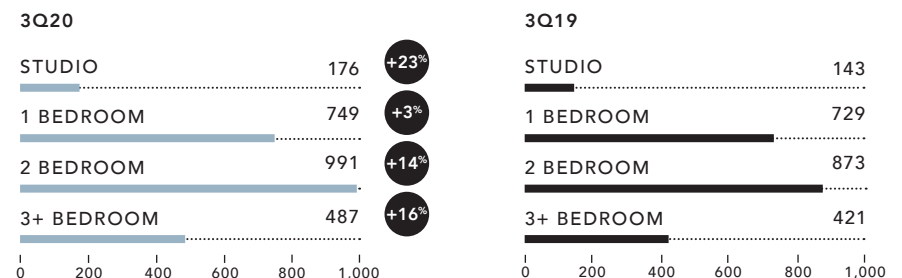 3Q20
STUDIO 176 +23%
1 BEDROOM 749 +3%
2 BEDROOM 991 +14%
3+ BEDROOM 487 +16%
0 200 400 600 800 1,000
3Q19
STUDIO 143
1 BEDROOM 729
2 BEDROOM 873
3+ BEDROOM 421
0 200 400 600 800 1,000